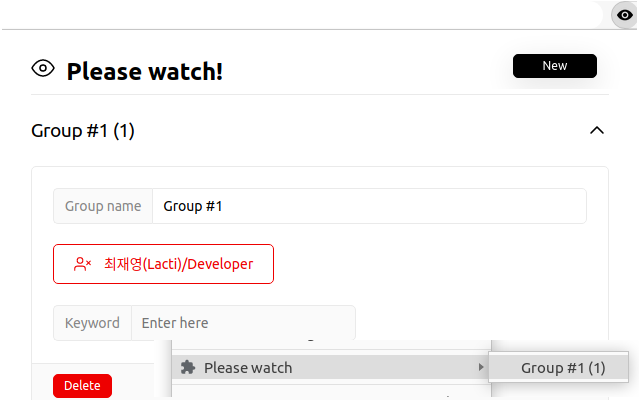 Please watch!
New
Group #1 (1)
Group name
Group #1
최재영(Lacti)/Developer
Keyword
Enter here
Please watch
Group #1 (1)
Delete